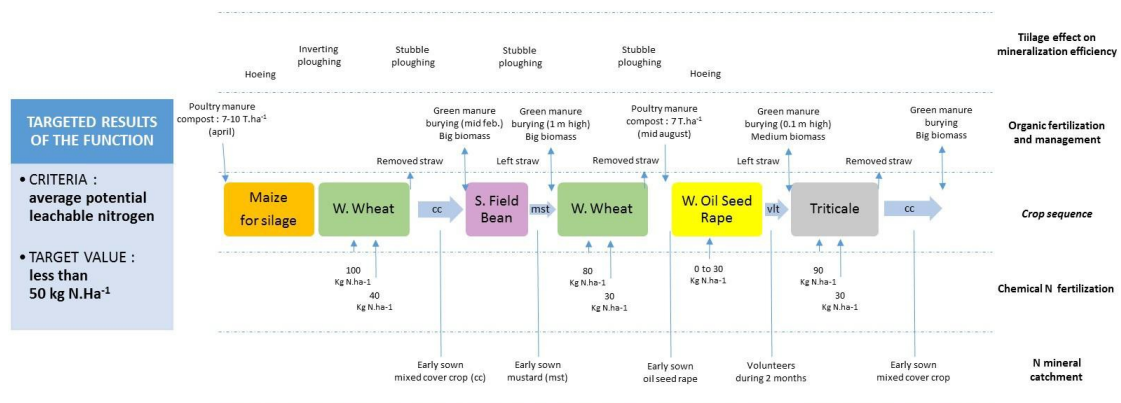 Tiilage effect on
mineralization efficiency
Inverting
ploughing
Stubble
ploughing
Stubble
ploughing
Stubble
ploughing
Hoeing
Hoeing
TARGETED RESULTS
OF THE FUNCTION
• CRITERIA :
average potential
leachable nitrogen
• TARGET VALUE :
less than
50 kg N.Ha⁻¹
Poultry manure
compost : 7-10 T.ha⁻¹
(april)
Green manure
burying (mid feb.)
Big biomass
Green manure
burying (1 m high)
Big biomass
Poultry manure
compost : 7 T.ha⁻¹
(mid august)
Green manure
burying (0.1 m high)
Medium biomass
Green manure
burying
Big biomass
Organic fertilization
and management
Removed straw
Left straw
Removed straw
Left straw
Removed straw
Maize
for silage
W. Wheat
cc
S. Field
Bean
mst
W. Wheat
W. Oil Seed
Rape
vlt
Triticale
cc
Crop sequence
100
Kg N.ha-1
40
Kg N.ha-1
80
Kg N.ha-1
30
Kg N.ha-1
0 to 30
Kg N.ha-1
90
Kg N.ha-1
30
Kg N.ha-1
Chemical N fertilization
Early sown
mixed cover crop (cc)
Early sown
mustard (mst)
Early sown
oil seed rape
Volunteers
during 2 months
Early sown
mixed cover crop
N mineral
catchment